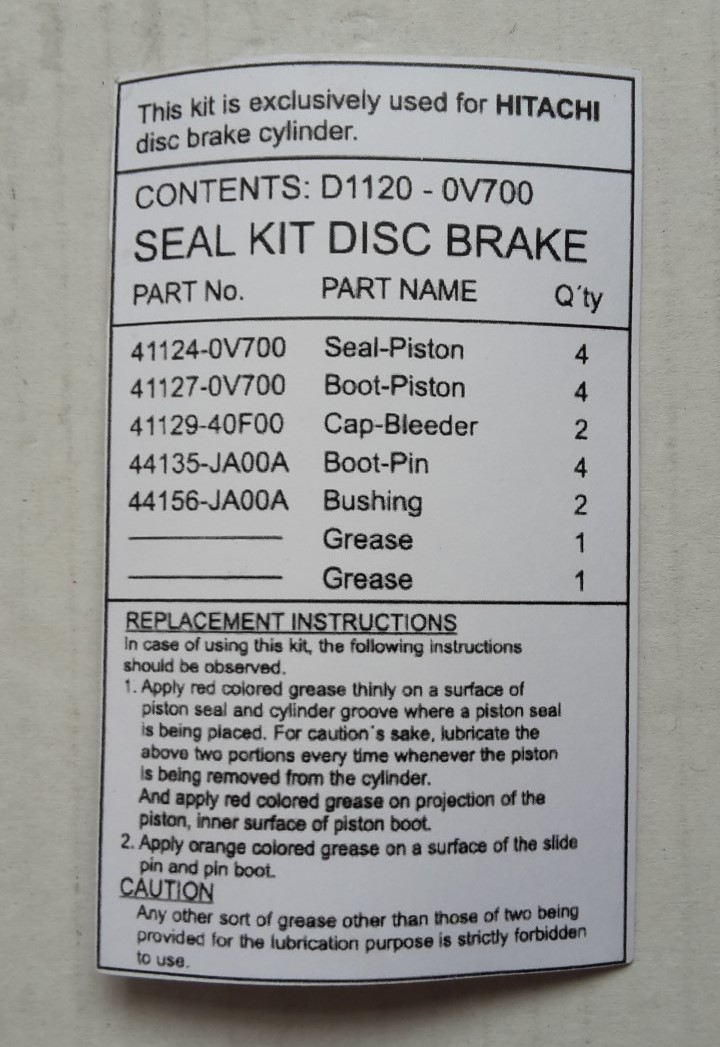 This kit is exclusively used for HITACHI
disc brake cylinder.
CONTENTS: D1120 - 0V700
SEAL KIT DISC BRAKE
PART No. PART NAME Q´ty
41124-0V700 Seal-Piston 4
41127-0V700 Boot-Piston 4
41129-40F00 Cap-Bleeder 2
44135-JA00A Boot-Pin 4
44156-JA00A Bushing 2
Grease 1
Grease 1
REPLACEMENT INSTRUCTIONS
In case of using this kit, the following instructions
should be observed.
1. Apply red colored grease thinly on a surface of
piston seal and cylinder groove where a piston seal
is being placed. For caution´s sake, lubricate the
above two portions every time whenever the piston
is being removed from the cylinder.
And apply red colored grease on projection of the
piston, inner surface of piston boot.
2. Apply orange colored grease on a surface of the slide
pin and pin boot.
CAUTION
Any other sort of grease other than those of two being
provided for the lubrication purpose is strictly forbidden
to use.